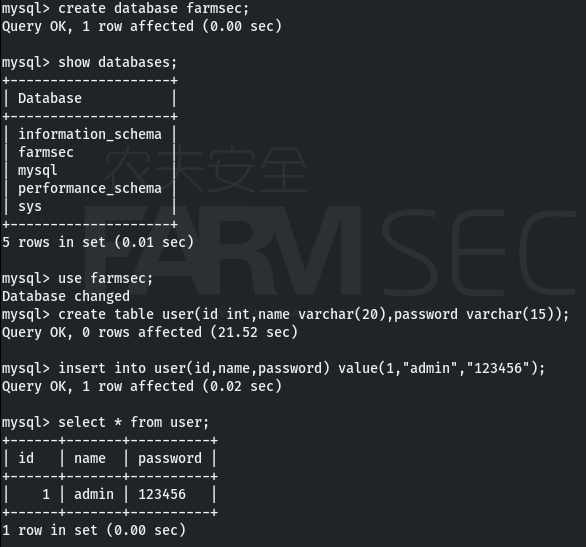 mysql> create database farmsec;
Query OK, 1 row affected (0.00 sec)
mysql> show databases;
+--------------------+
| Database           |
+--------------------+
| information_schema |
| farmsec            |
| mysql              |
| performance_schema |
| sys                |
+--------------------+
5 rows in set (0.01 sec)
mysql> use farmsec;
Database changed
mysql> create table user(id int,name varchar(20),password varchar(15));
Query OK, 0 rows affected (21.52 sec)
mysql> insert into user(id,name,password) value(1,"admin","123456");
Query OK, 1 row affected (0.02 sec)
mysql> select * from user;
+------+-------+----------+
| id   | name  | password |
+------+-------+----------+
|    1 | admin | 123456   |
+------+-------+----------+
1 row in set (0.00 sec)
农夫安全
FARMSEC